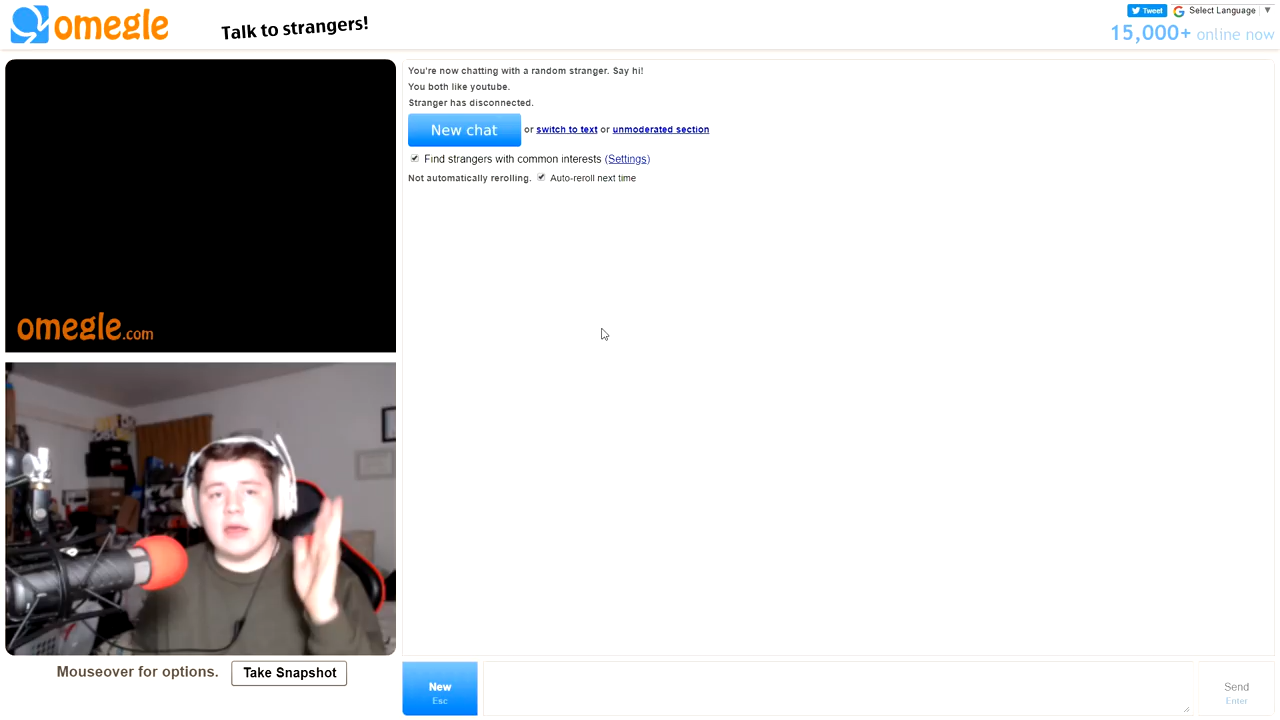 omegle
Talk to strangers!
Tweet
Select Language ▼
15,000+ online now
You're now chatting with a random stranger. Say hi!
You both like youtube.
Stranger has disconnected.
New chat or switch to text or unmoderated section
Find strangers with common interests (Settings)
Not automatically rerolling. Auto-reroll next time
omegle.com
Mouseover for options. Take Snapshot
New
Esc
Send
Enter